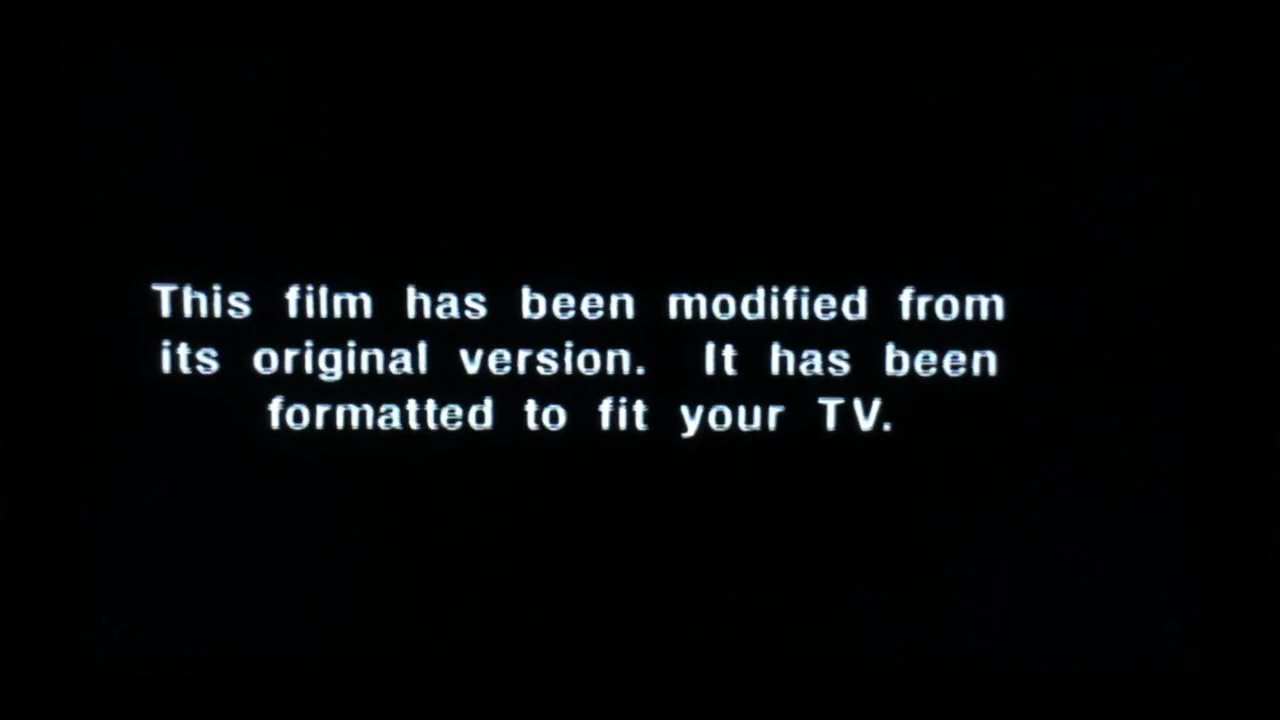 This film has been modified from
its original version. It has been
formatted to fit your TV.